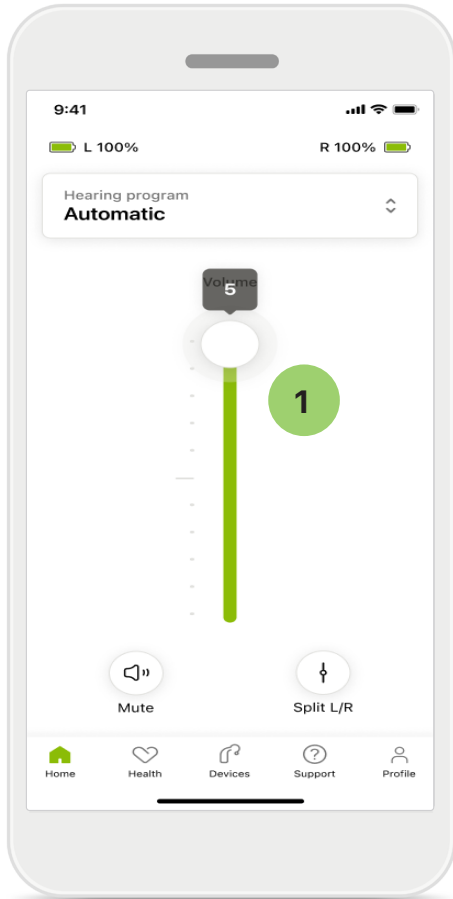 9:41
L 100%
R 100%
Hearing program
Automatic
Volume
5
1
Mute
Split L/R
Home
Health
Devices
Support
Profile